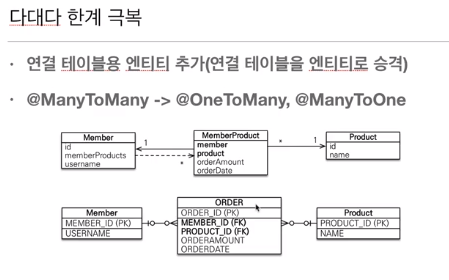 다대다 한계 극복
• 연결 테이블용 엔티티 추가(연결 테이블을 엔티티로 승격)
• @ManyToMany -> @OneToMany, @ManyToOne
Member
id
memberProducts
username
1
*
MemberProduct
member
product
orderAmount
orderDate
*
1
Product
id
name
Member
MEMBER_ID (PK)
USERNAME
ORDER
ORDER_ID (PK)
MEMBER_ID (FK)
PRODUCT_ID (FK)
ORDERAMOUNT
ORDERDATE
Product
PRODUCT_ID (PK)
NAME